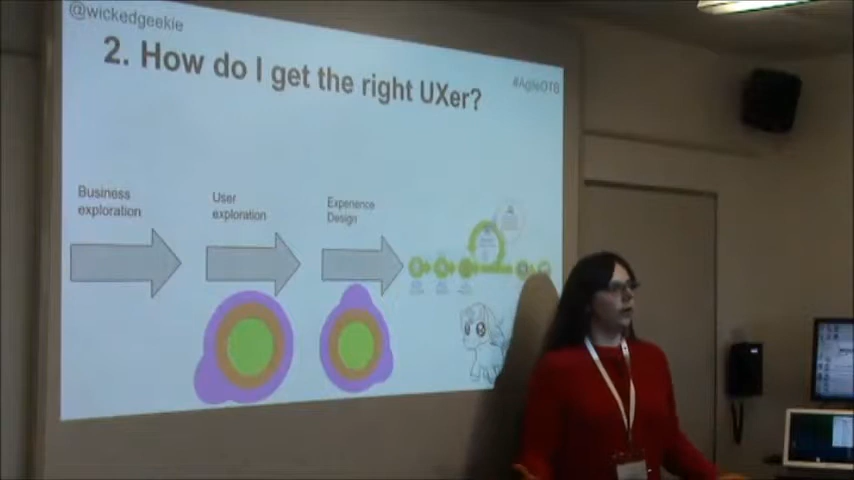 @wickedgeekie
2. How do I get the right UXer?
#AgileOTB
Business
exploration
User
exploration
Experience
Design